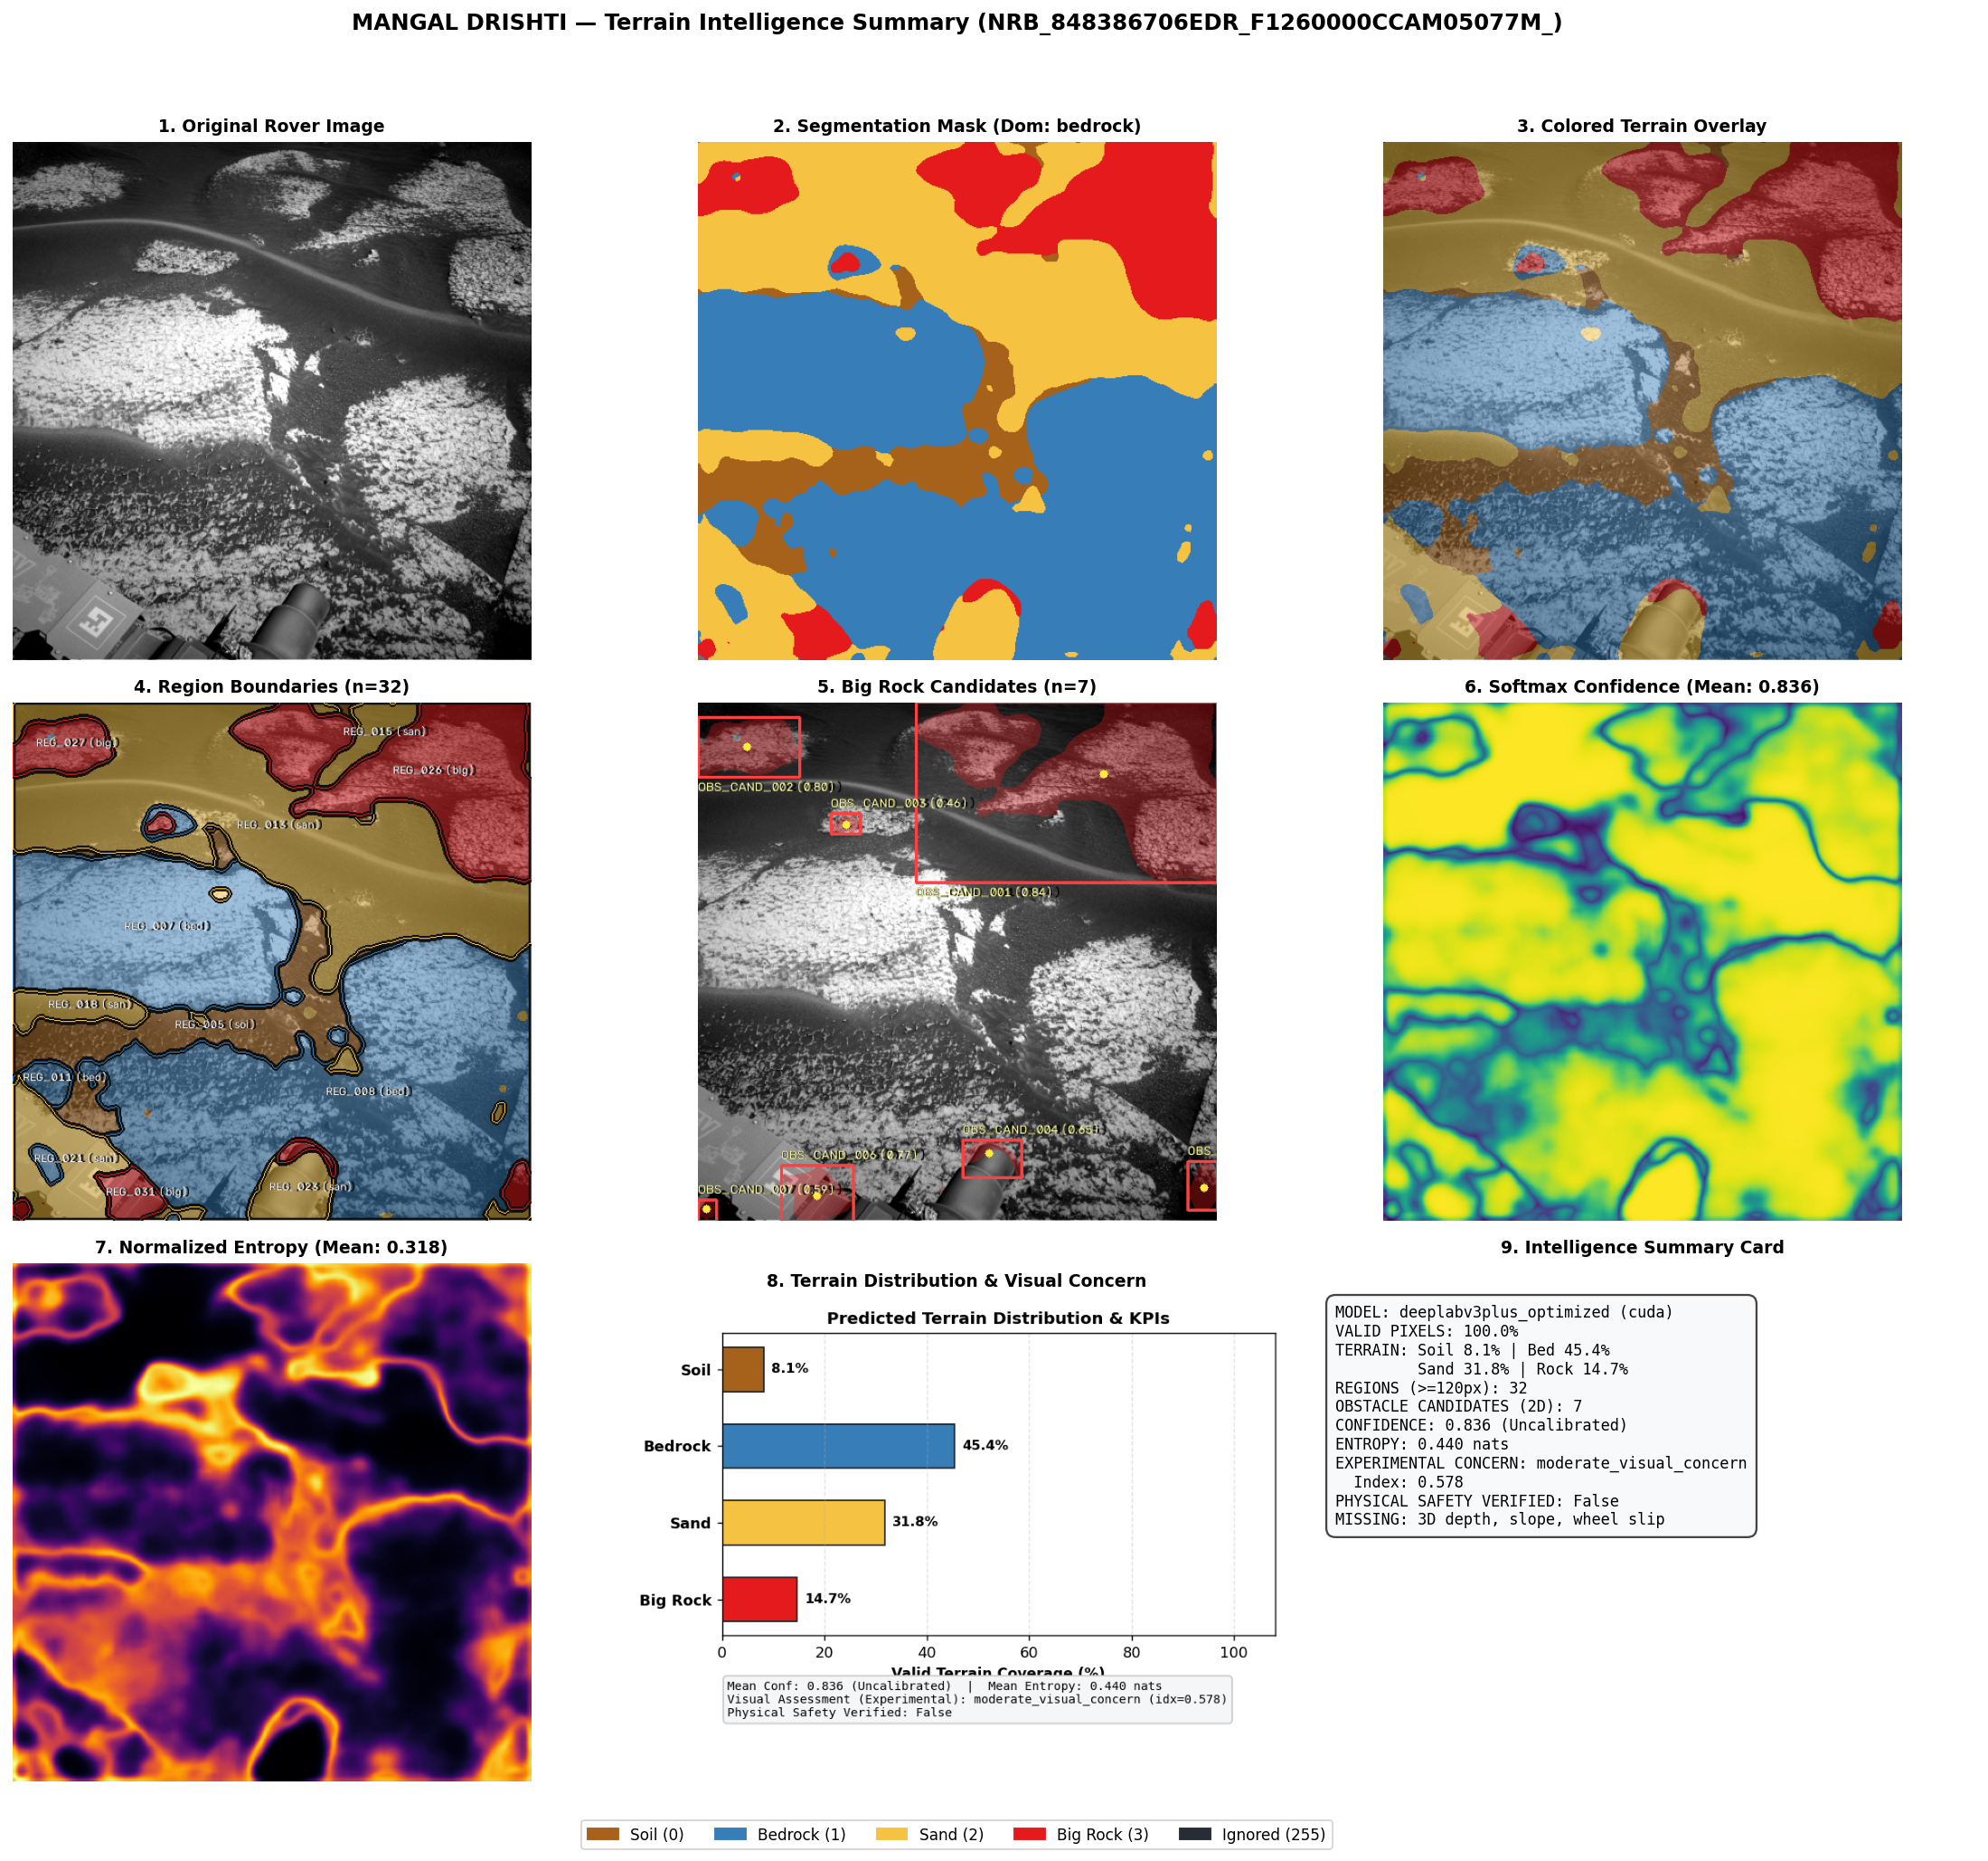 MANGAL DRISHTI — Terrain Intelligence Summary (NRB_848386706EDR_F1260000CCAM05077M_)
1. Original Rover Image
2. Segmentation Mask (Dom: bedrock)
3. Colored Terrain Overlay
4. Region Boundaries (n=32)
REG_027 (big)
REG_015 (san)
REG_026 (big)
REG_013 (san)
REG_007 (bed)
REG_018 (san)
REG_005 (soi)
REG_011 (bed)
REG_008 (bed)
REG_021 (san)
REG_031 (big)
REG_023 (san)
5. Big Rock Candidates (n=7)
OBS_CAND_002 (0.80)
OBS_CAND_003 (0.46)
OBS_CAND_001 (0.84)
OBS_CAND_004 (0.65)
OBS_CAND_006 (0.77)
OBS_
OBS_CAND_007 (0.59)
6. Softmax Confidence (Mean: 0.836)
7. Normalized Entropy (Mean: 0.318)
8. Terrain Distribution & Visual Concern
Predicted Terrain Distribution & KPIs
Soil
8.1%
Bedrock
45.4%
Sand
31.8%
Big Rock
14.7%
0 20 40 60 80 100
Valid Terrain Coverage (%)
Mean Conf: 0.836 (Uncalibrated) | Mean Entropy: 0.440 nats
Visual Assessment (Experimental): moderate_visual_concern (idx=0.578)
Physical Safety Verified: False
9. Intelligence Summary Card
MODEL: deeplabv3plus_optimized (cuda)
VALID PIXELS: 100.0%
TERRAIN: Soil 8.1% | Bed 45.4%
Sand 31.8% | Rock 14.7%
REGIONS (>=120px): 32
OBSTACLE CANDIDATES (2D): 7
CONFIDENCE: 0.836 (Uncalibrated)
ENTROPY: 0.440 nats
EXPERIMENTAL CONCERN: moderate_visual_concern
Index: 0.578
PHYSICAL SAFETY VERIFIED: False
MISSING: 3D depth, slope, wheel slip
Soil (0)
Bedrock (1)
Sand (2)
Big Rock (3)
Ignored (255)